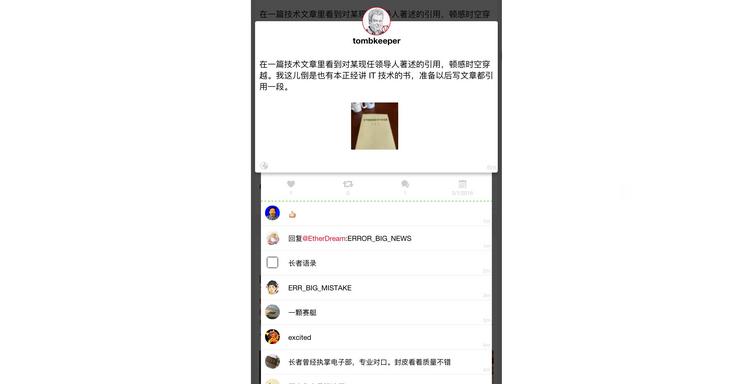 在一篇技术文章里看到对某现任领导人著述的引用，顿感时空穿
tombkeeper
在一篇技术文章里看到对某现任领导人著述的引用，顿感时空穿
越。我这儿倒是也有本正经讲 IT 技术的书，准备以后写文章都引
用一段。
回复@EtherDream:ERROR_BIG_NEWS
长者语录
ERR_BIG_MISTAKE
一颗赛艇
excited
长者曾经执掌电子部，专业对口。封皮看着质量不错